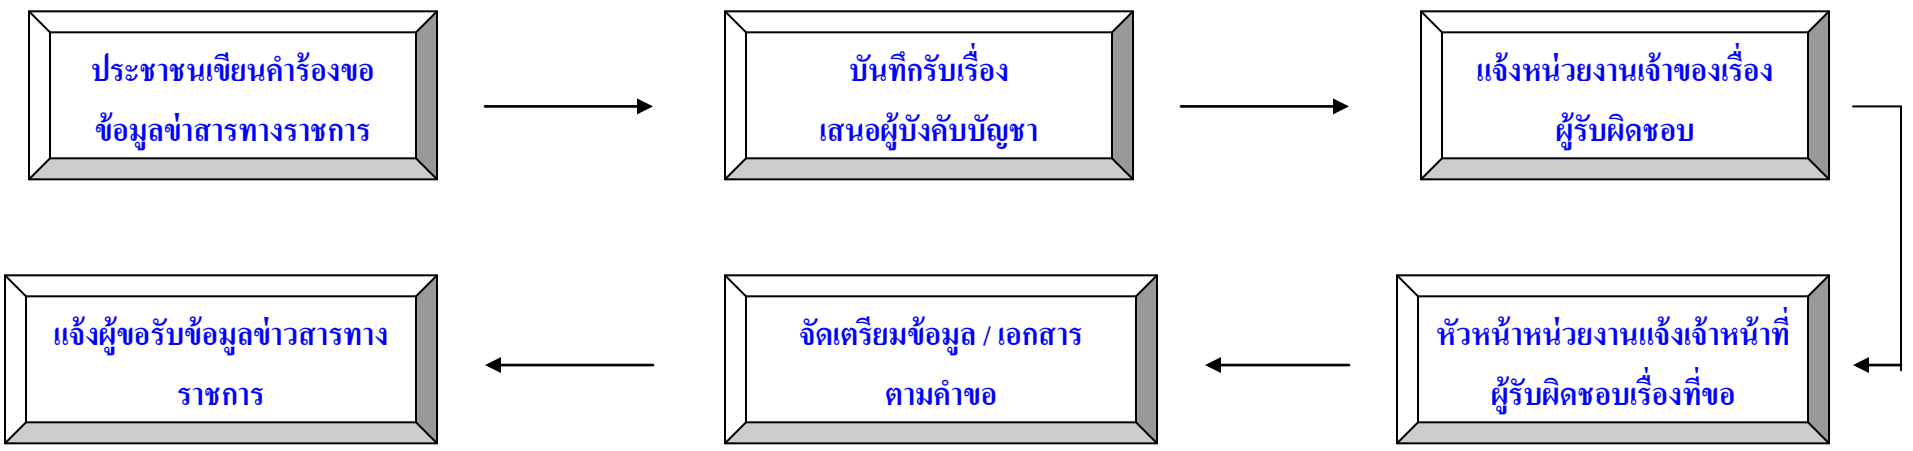 ประชาชนเขียนคำร้องขอ
ข้อมูลข่าสารทางราชการ
บันทึกรับเรื่อง
เสนอผู้บังคับบัญชา
แจ้งหน่วยงานเจ้าของเรื่อง
ผู้รับผิดชอบ
หัวหน้าหน่วยงานแจ้งเจ้าหน้าที่
ผู้รับผิดชอบเรื่องที่ขอ
จัดเตรียมข้อมูล / เอกสาร
ตามคำขอ
แจ้งผู้ขอรับข้อมูลข่าวสารทาง
ราชการ